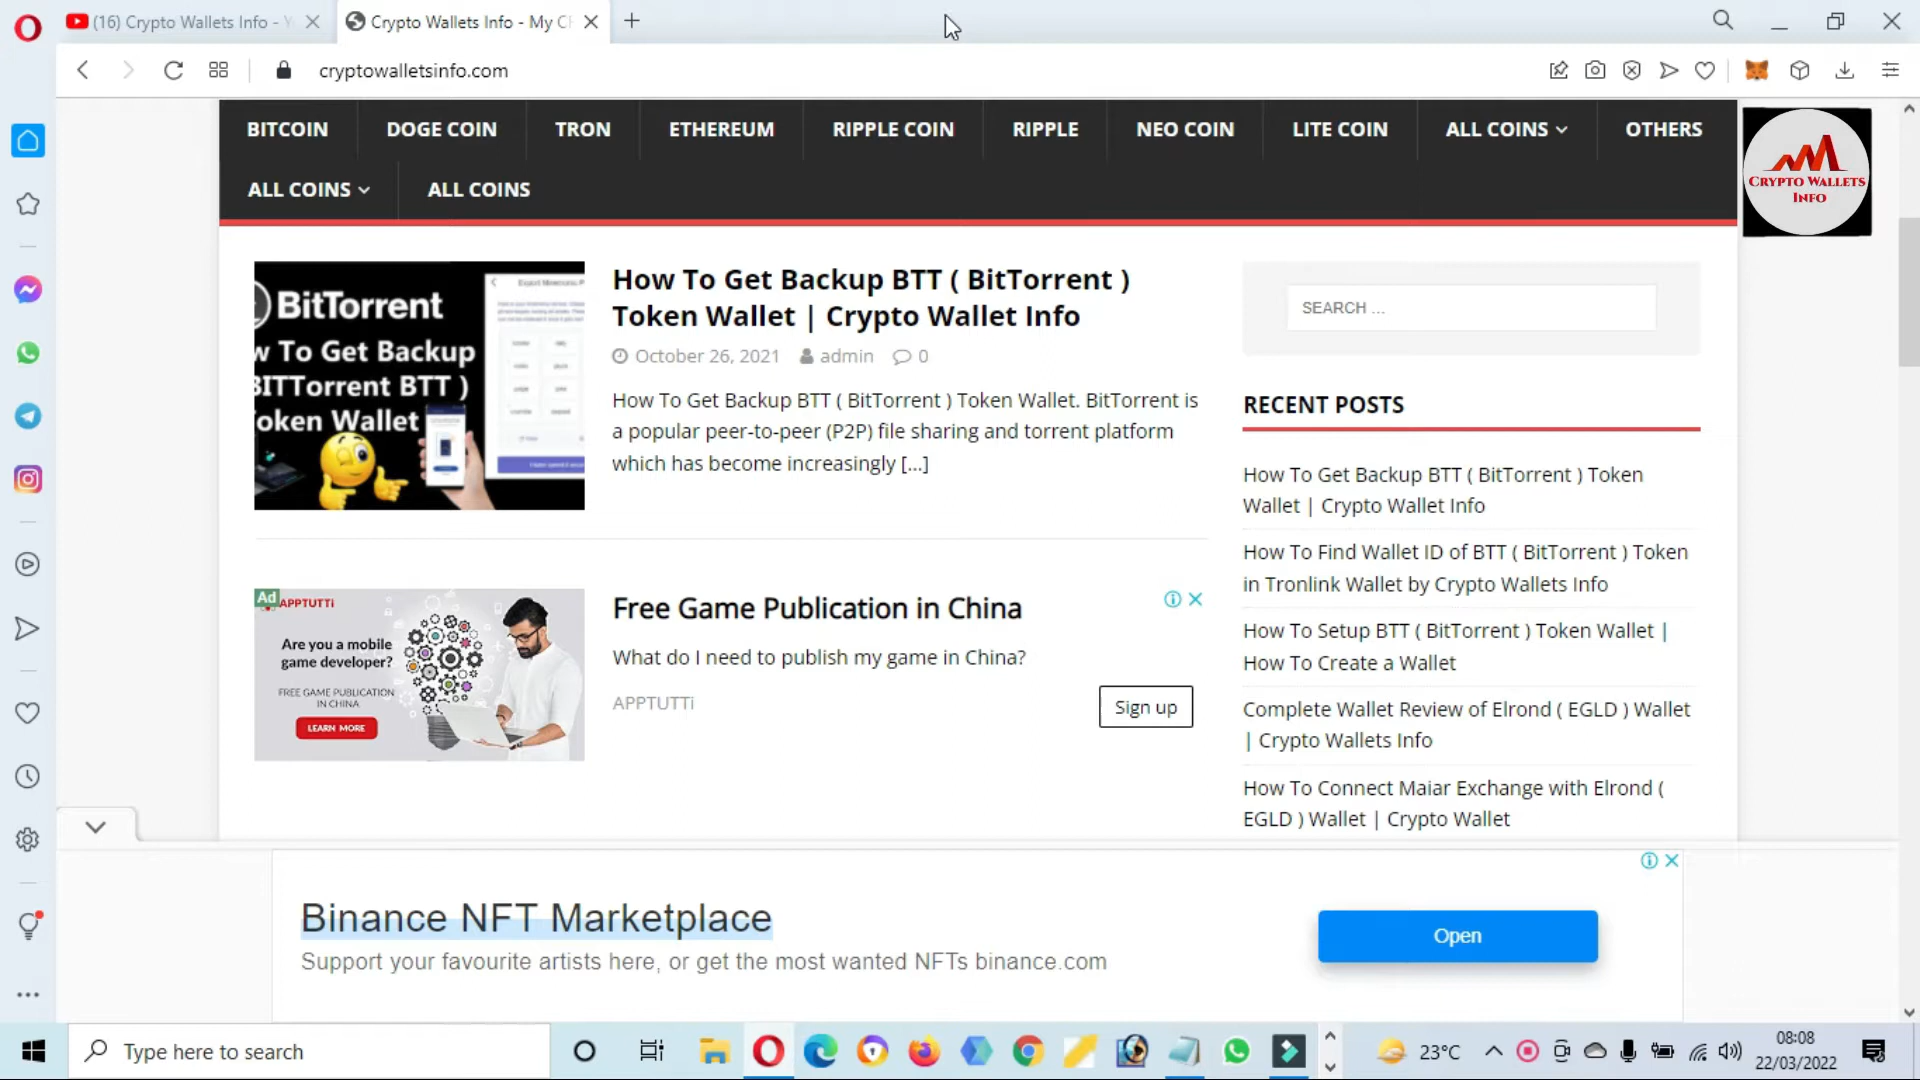 (16) Crypto Wallets Info -
Crypto Wallets Info - My C
cryptowalletsinfo.com
BITCOIN
DOGE COIN
TRON
ETHEREUM
RIPPLE COIN
RIPPLE
NEO COIN
LITE COIN
ALL COINS
OTHERS
ALL COINS
ALL COINS
CRYPTO WALLETS
INFO
BitTorrent
w To Get Backup
BITTorrent BTT )
oken Wallet
How To Get Backup BTT ( BitTorrent )
Token Wallet | Crypto Wallet Info
October 26, 2021 admin 0
How To Get Backup BTT ( BitTorrent ) Token Wallet. BitTorrent is
a popular peer-to-peer (P2P) file sharing and torrent platform
which has become increasingly [...]
SEARCH ...
RECENT POSTS
How To Get Backup BTT ( BitTorrent ) Token
Wallet | Crypto Wallet Info
How To Find Wallet ID of BTT ( BitTorrent ) Token
in Tronlink Wallet by Crypto Wallets Info
How To Setup BTT ( BitTorrent ) Token Wallet |
How To Create a Wallet
Complete Wallet Review of Elrond ( EGLD ) Wallet
| Crypto Wallets Info
How To Connect Maiar Exchange with Elrond (
EGLD ) Wallet | Crypto Wallet
Ad
APPTUTTi
Are you a mobile
game developer?
FREE GAME PUBLICATION
IN CHINA
LEARN MORE
Free Game Publication in China
What do I need to publish my game in China?
APPTUTTi
Sign up
Binance NFT Marketplace
Support your favourite artists here, or get the most wanted NFTs binance.com
Open
Type here to search
23°C
08:08
22/03/2022